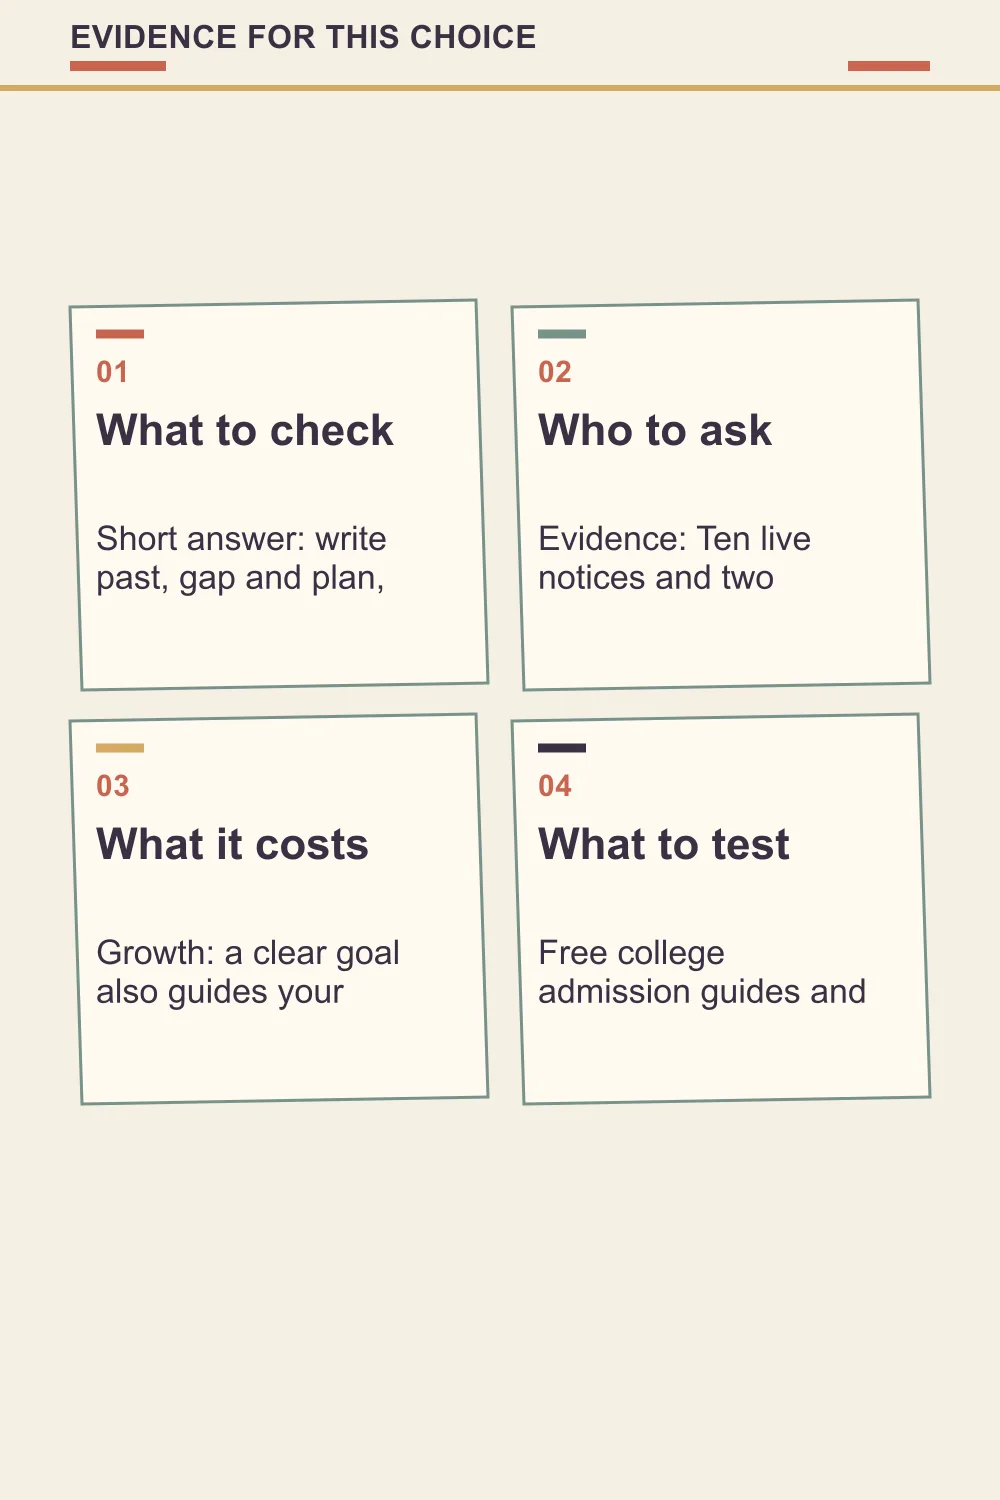 EVIDENCE FOR THIS CHOICE
01
What to check
Short answer: write
past, gap and plan,
02
Who to ask
Evidence: Ten live
notices and two
03
What it costs
Growth: a clear goal
also guides your
04
What to test
Free college
admission guides and